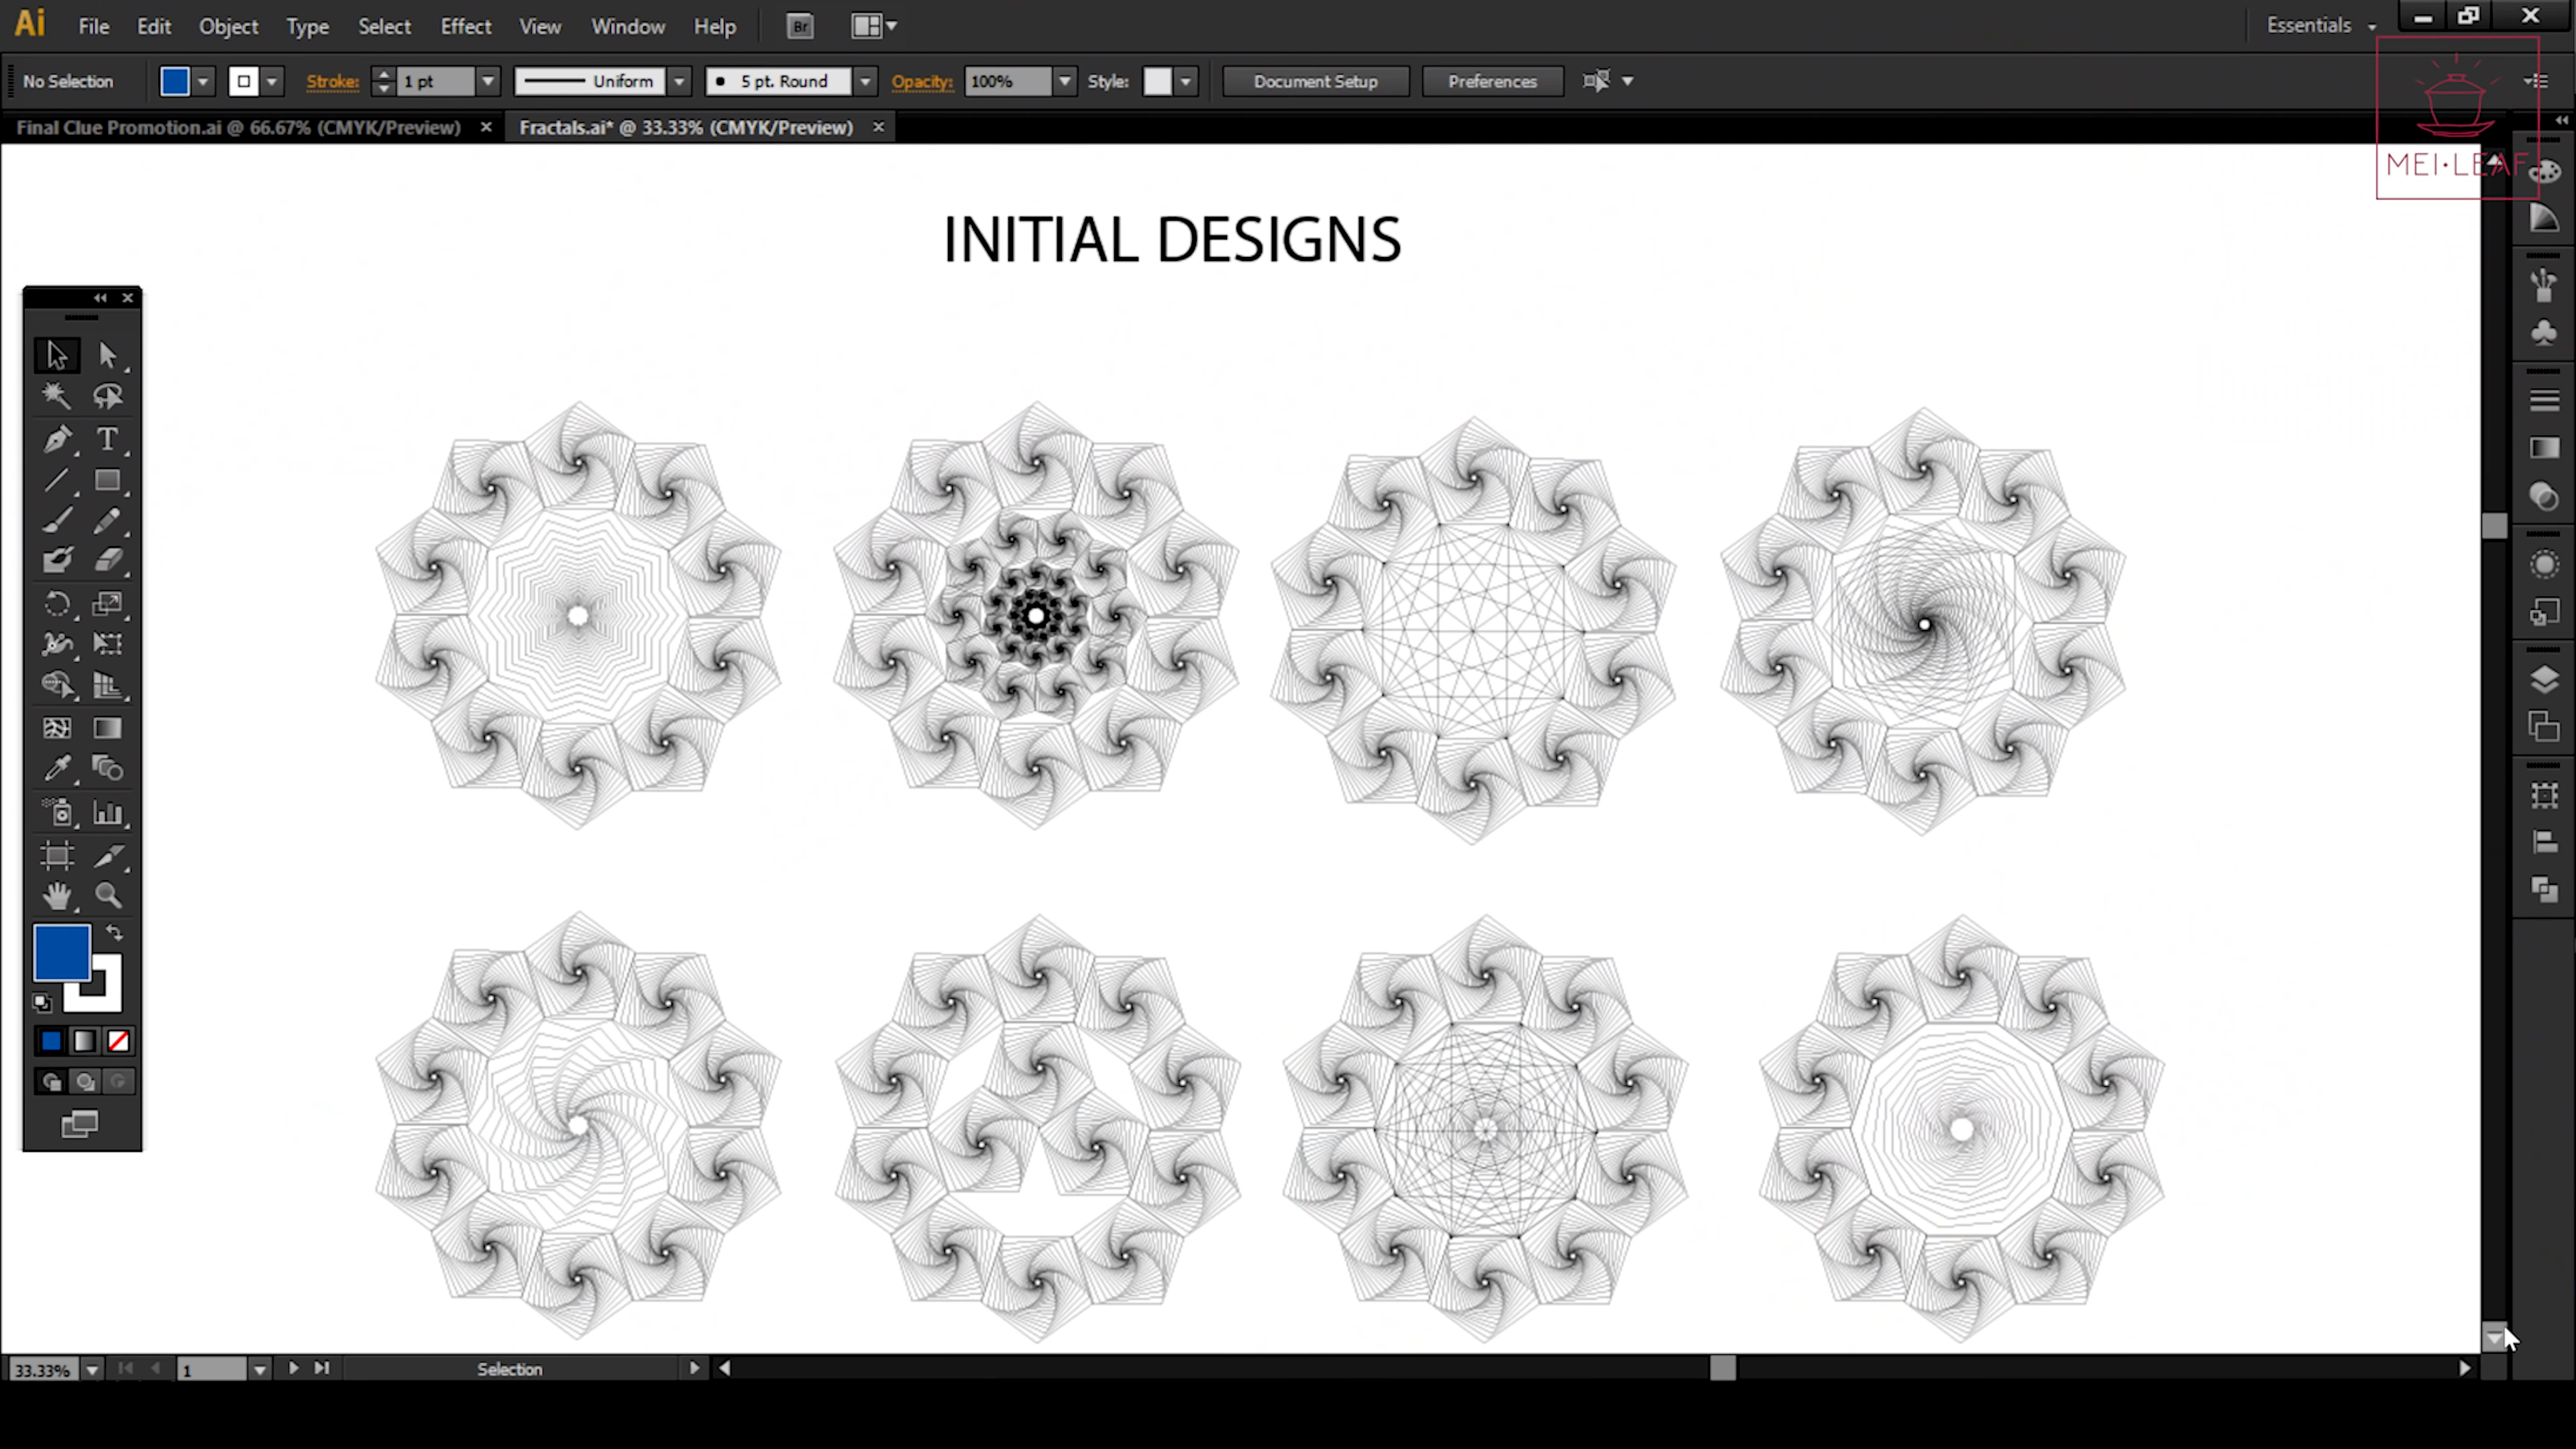 Ai File Edit Object Type Select Effect View Window Help Br Essentials
No Selection Stroke: 1 pt Uniform 5 pt. Round Opacity: 100% Style: Document Setup Preferences
Final Clue Promotion.ai @ 66.67% (CMYK/Preview) Fractals.ai* @ 33.33% (CMYK/Preview)
MEI·LEAF
INITIAL DESIGNS
33.33% 1 Selection